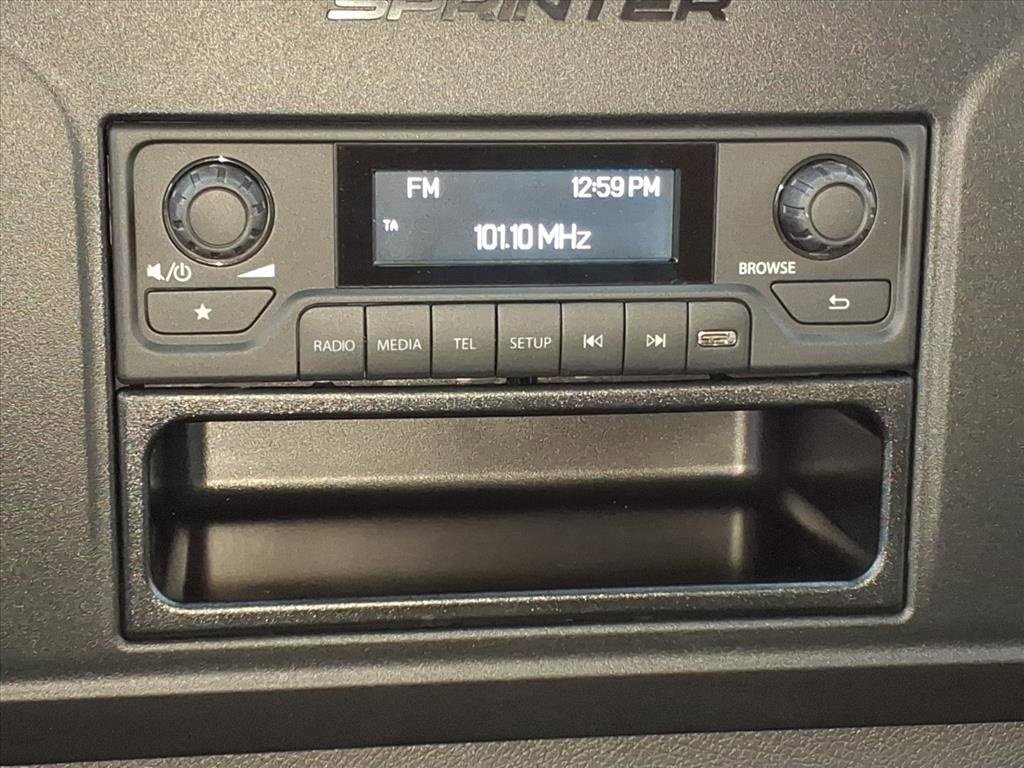 SPRINTER
FM 12:59 PM
TA
101.10 MHz
BROWSE
RADIO MEDIA TEL SETUP